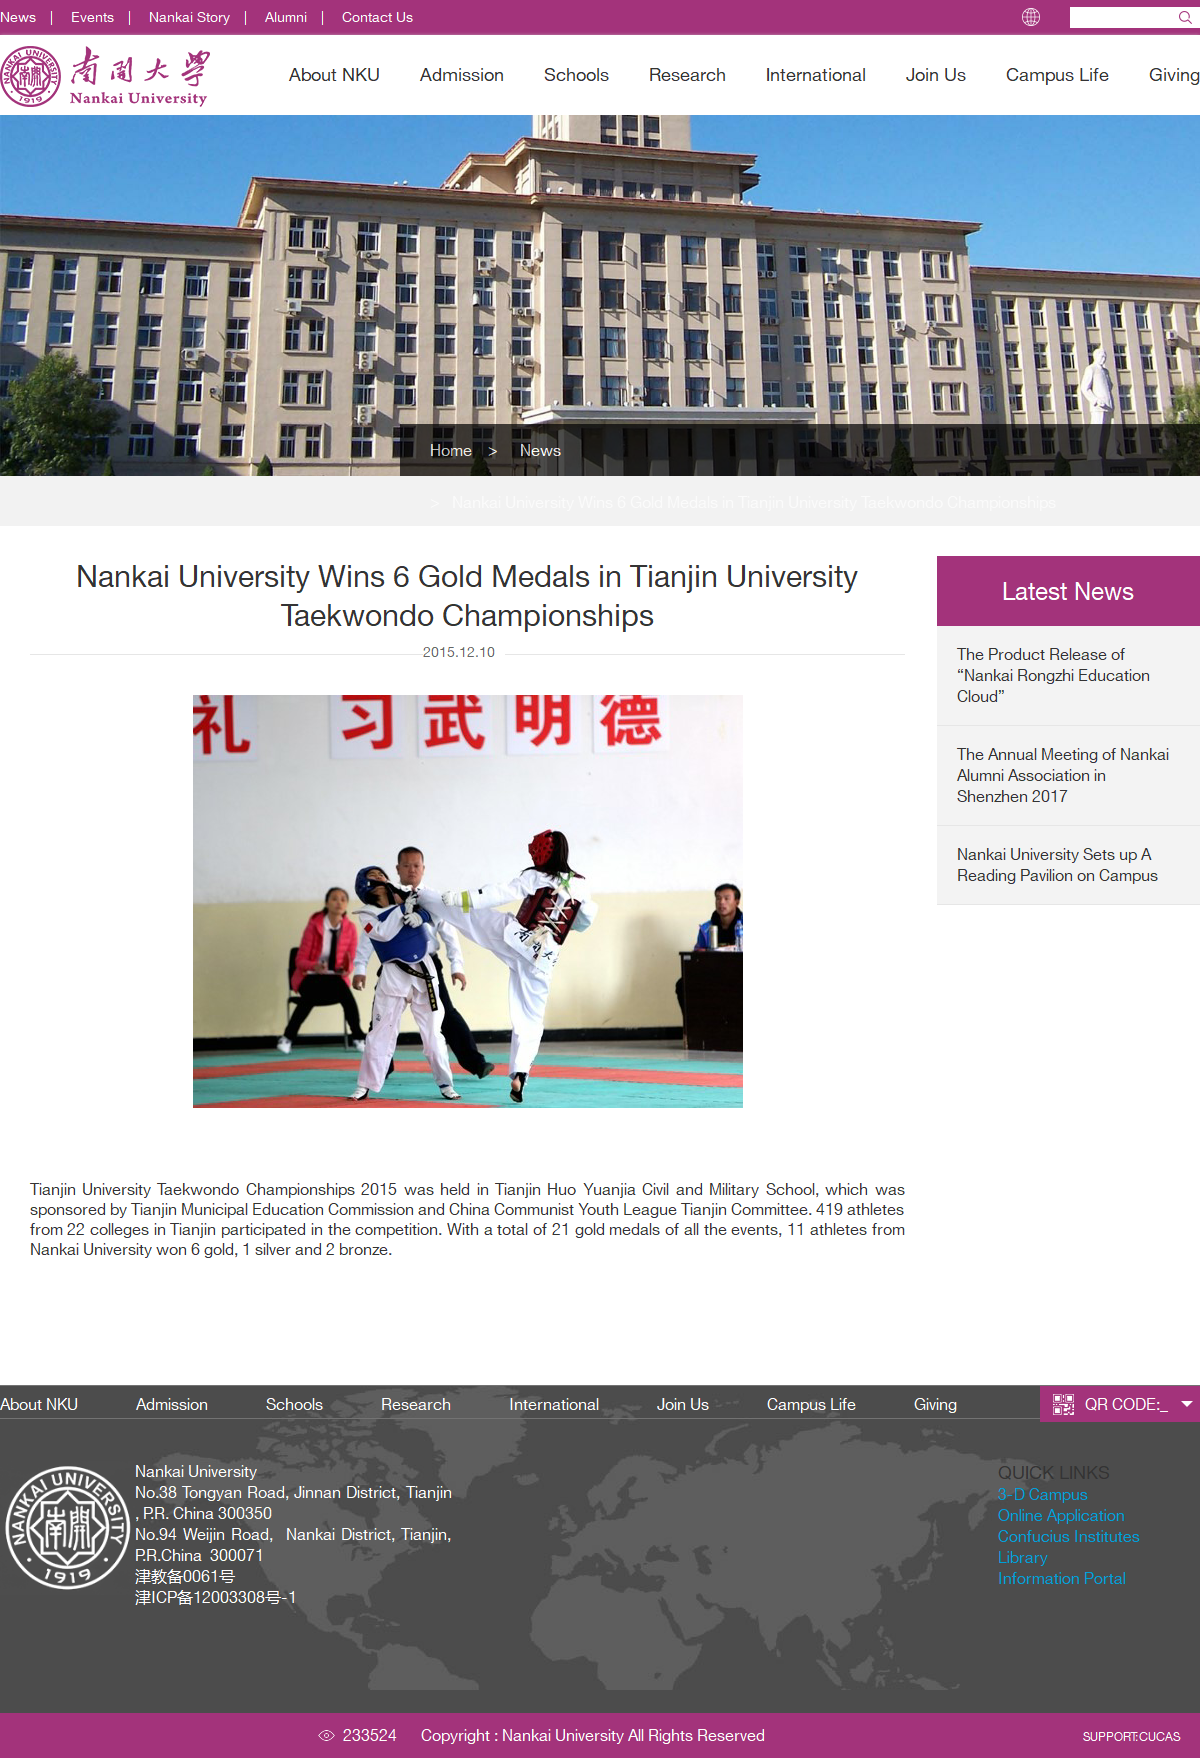 News | Events | Nankai Story | Alumni | Contact Us
NANKAI UNIVERSITY
南開
1919
南開大學
Nankai University
About NKU Admission Schools Research International Join Us Campus Life Giving
Home > News
> Nankai University Wins 6 Gold Medals in Tianjin University Taekwondo Championships
Nankai University Wins 6 Gold Medals in Tianjin University
Taekwondo Championships
2015.12.10
礼 习武明德
南開大
Latest News
The Product Release of
“Nankai Rongzhi Education
Cloud”
The Annual Meeting of Nankai
Alumni Association in
Shenzhen 2017
Nankai University Sets up A
Reading Pavilion on Campus
Tianjin University Taekwondo Championships 2015 was held in Tianjin Huo Yuanjia Civil and Military School, which was
sponsored by Tianjin Municipal Education Commission and China Communist Youth League Tianjin Committee. 419 athletes
from 22 colleges in Tianjin participated in the competition. With a total of 21 gold medals of all the events, 11 athletes from
Nankai University won 6 gold, 1 silver and 2 bronze.
About NKU Admission Schools Research International Join Us Campus Life Giving
QR CODE:_
NANKAI UNIVERSITY
南開
1919
Nankai University
No.38 Tongyan Road, Jinnan District, Tianjin
, P.R. China 300350
No.94 Weijin Road, Nankai District, Tianjin,
P.R.China 300071
津教备0061号
津ICP备12003308号-1
QUICK LINKS
3-D Campus
Online Application
Confucius Institutes
Library
Information Portal
233524 Copyright : Nankai University All Rights Reserved
SUPPORT:CUCAS